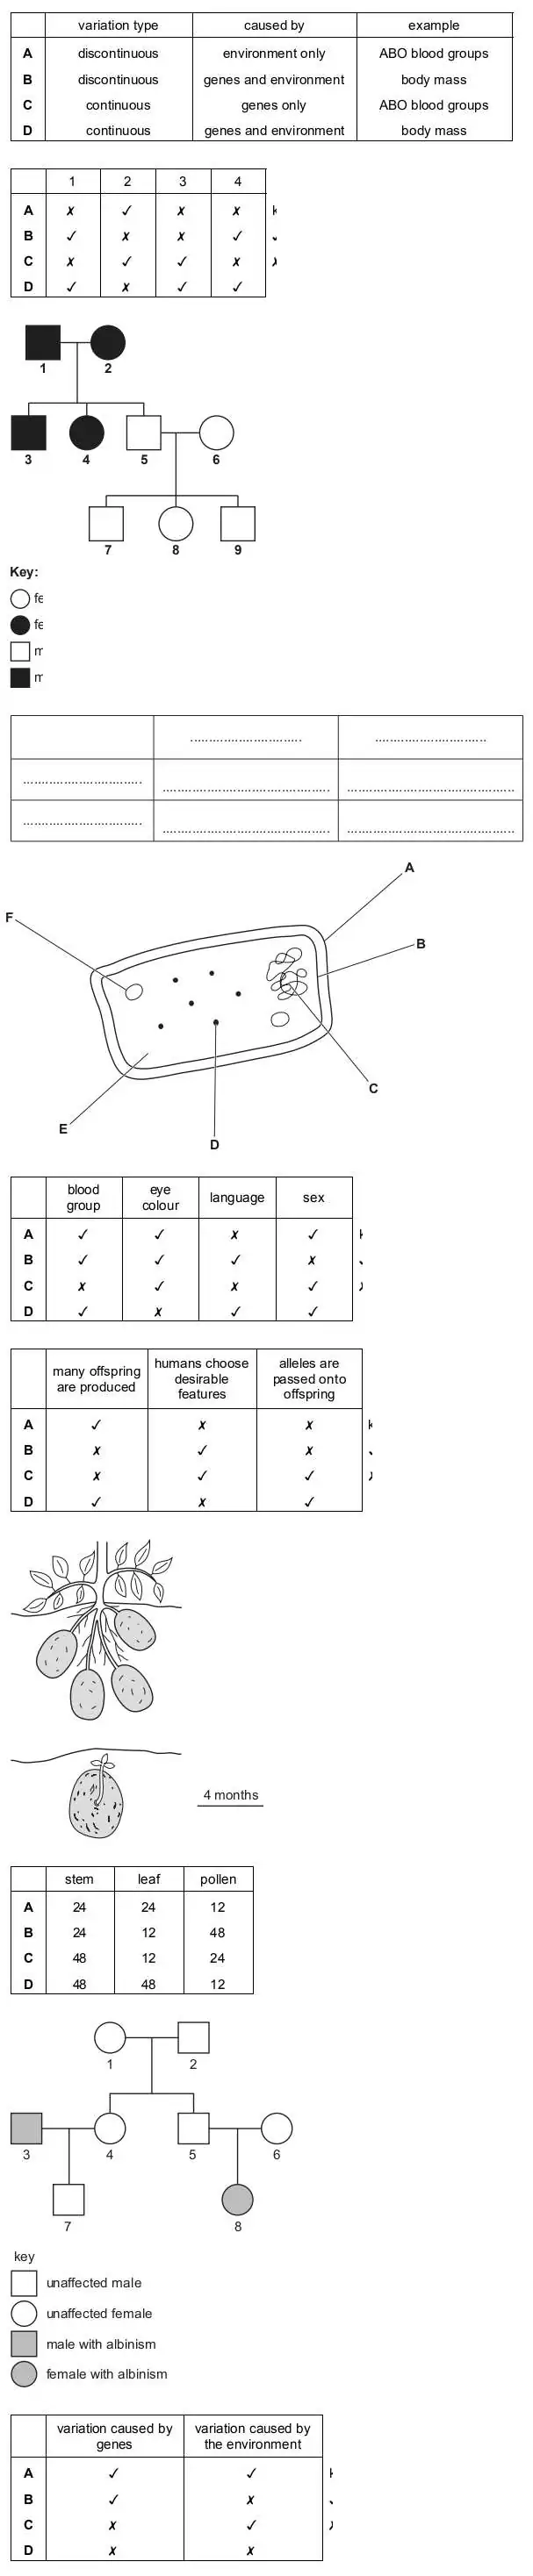 variation type caused by example
A discontinuous environment only ABO blood groups
B discontinuous genes and environment body mass
C continuous genes only ABO blood groups
D continuous genes and environment body mass
1 2 3 4
A ✗ ✓ ✗ ✗
B ✓ ✗ ✗ ✓
C ✗ ✓ ✓ ✗
D ✓ ✗ ✓ ✓
1 2
3 4 5 6
7 8 9
Key:
fe
fe
m
m
A
F
B
C
E
D
blood group eye colour language sex
A ✓ ✓ ✗ ✓
B ✓ ✓ ✓ ✗
C ✗ ✓ ✗ ✓
D ✓ ✗ ✓ ✓
many offspring are produced humans choose desirable features alleles are passed onto offspring
A ✓ ✗ ✗
B ✗ ✓ ✗
C ✗ ✓ ✓
D ✓ ✗ ✓
4 months
stem leaf pollen
A 24 24 12
B 24 12 48
C 48 12 24
D 48 48 12
1 2
3 4 5 6
7 8
key
unaffected male
unaffected female
male with albinism
female with albinism
variation caused by genes variation caused by the environment
A ✓ ✓
B ✓ ✗
C ✗ ✓
D ✗ ✗